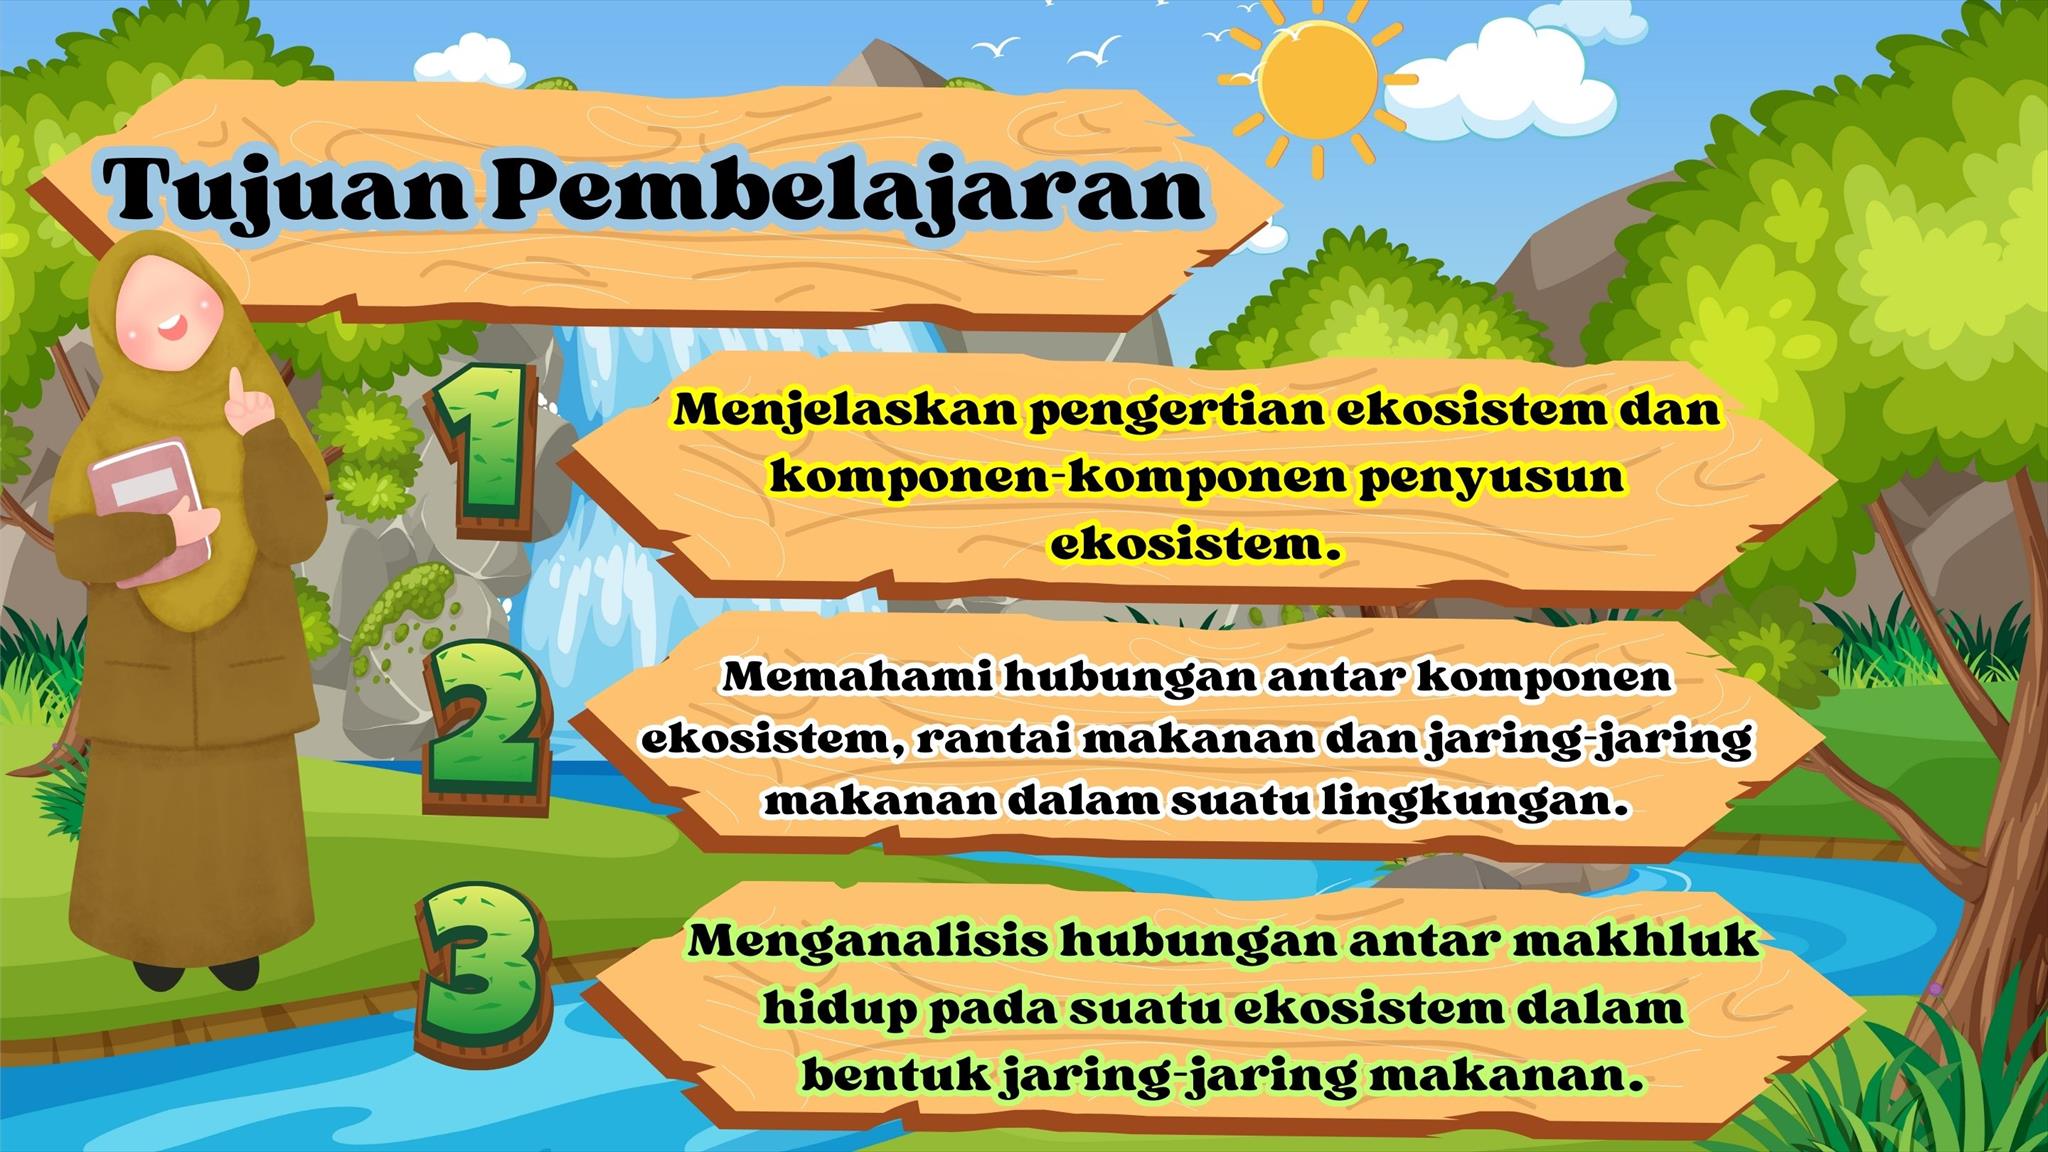 Tujuan Pembelajaran
1
Menjelaskan pengertian ekosistem dan
komponen-komponen penyusun
ekosistem.
2
Memahami hubungan antar komponen
ekosistem, rantai makanan dan jaring-jaring
makanan dalam suatu lingkungan.
3
Menganalisis hubungan antar makhluk
hidup pada suatu ekosistem dalam
bentuk jaring-jaring makanan.